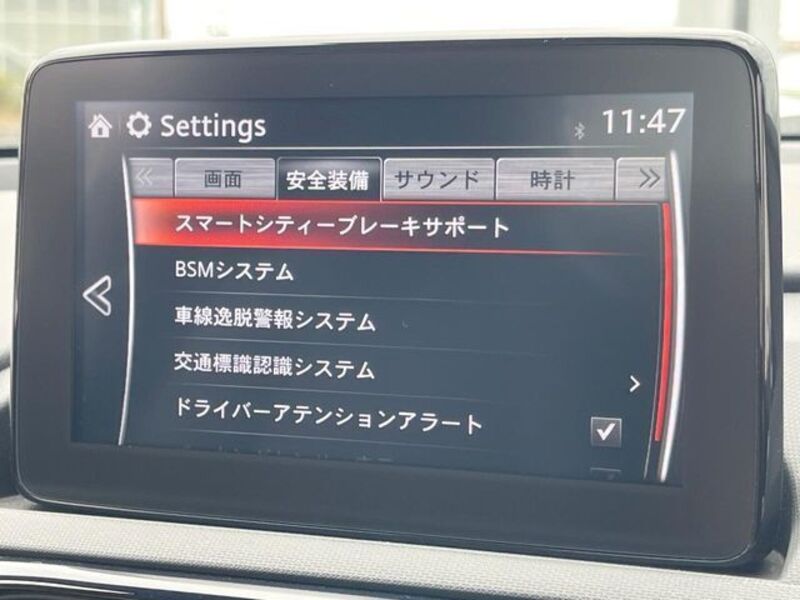 Settings 11:47
画面 安全装備 サウンド 時計
スマートシティーブレーキサポート
BSMシステム
車線逸脱警報システム
交通標識認識システム
ドライバーアテンションアラート